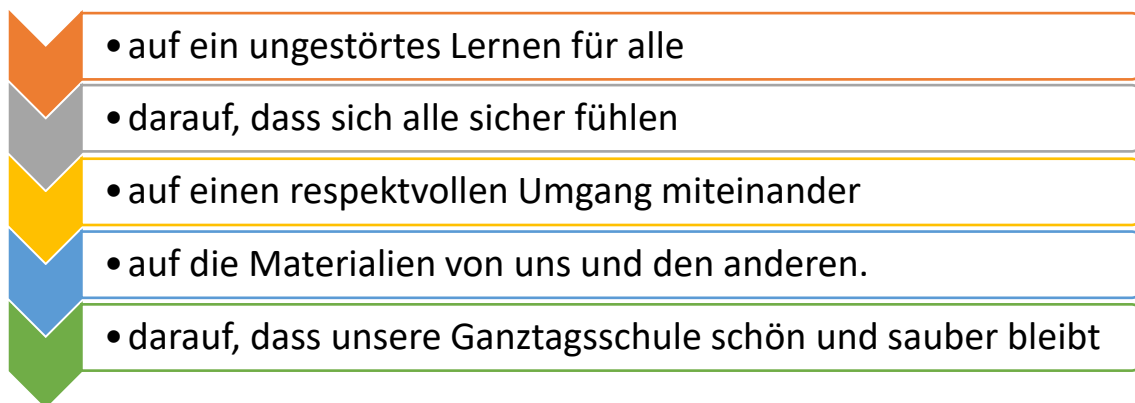 • auf ein ungestörtes Lernen für alle
• darauf, dass sich alle sicher fühlen
• auf einen respektvollen Umgang miteinander
• auf die Materialien von uns und den anderen.
• darauf, dass unsere Ganztagsschule schön und sauber bleibt